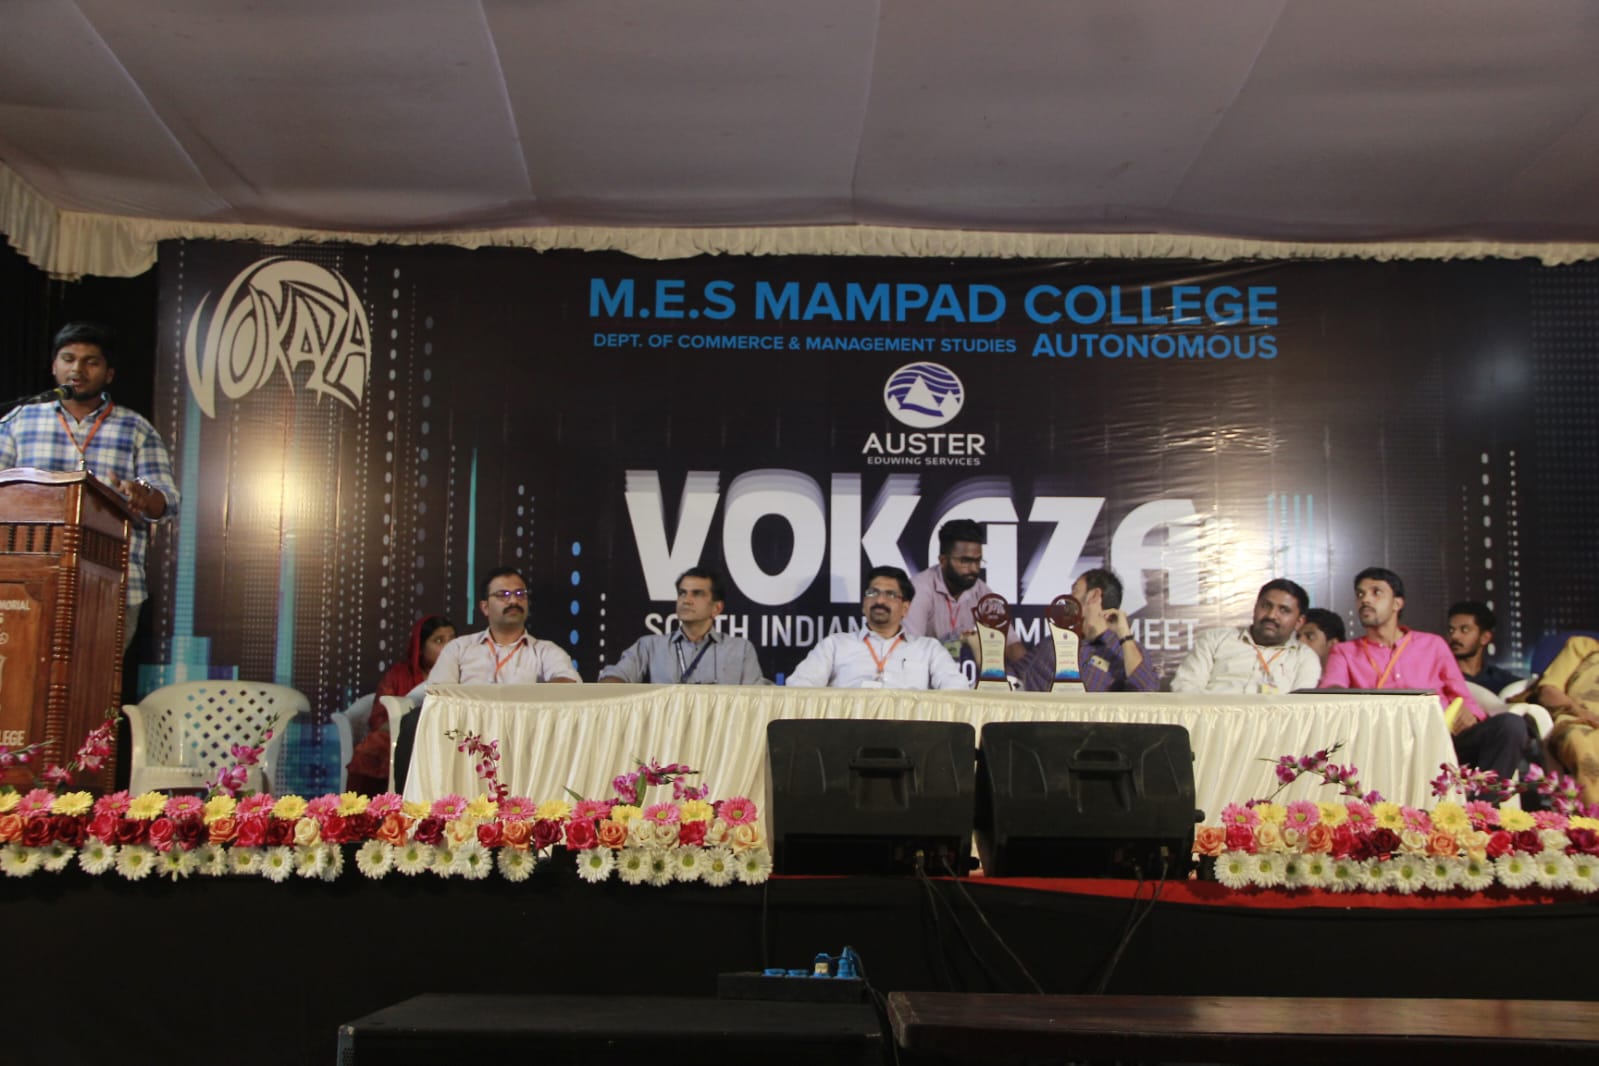 VOKAZA
M.E.S MAMPAD COLLEGE
DEPT. OF COMMERCE & MANAGEMENT STUDIES AUTONOMOUS
AUSTER
EDUWING SERVICES
VOKAZA
SOUTH INDIAN MEET